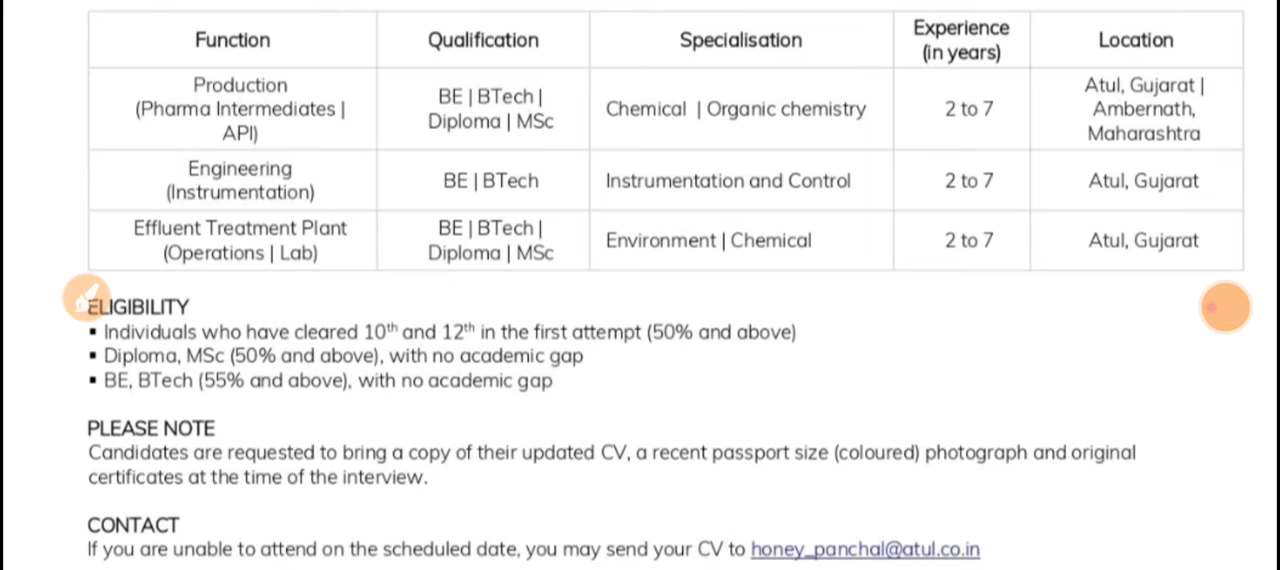 Function Qualification Specialisation Experience (in years) Location
Production (Pharma Intermediates | API) BE | BTech | Diploma | MSc Chemical | Organic chemistry 2 to 7 Atul, Gujarat | Ambernath, Maharashtra
Engineering (Instrumentation) BE | BTech Instrumentation and Control 2 to 7 Atul, Gujarat
Effluent Treatment Plant (Operations | Lab) BE | BTech | Diploma | MSc Environment | Chemical 2 to 7 Atul, Gujarat
ELIGIBILITY
▪ Individuals who have cleared 10th and 12th in the first attempt (50% and above)
▪ Diploma, MSc (50% and above), with no academic gap
▪ BE, BTech (55% and above), with no academic gap
PLEASE NOTE
Candidates are requested to bring a copy of their updated CV, a recent passport size (coloured) photograph and original
certificates at the time of the interview.
CONTACT
If you are unable to attend on the scheduled date, you may send your CV to honey_panchal@atul.co.in